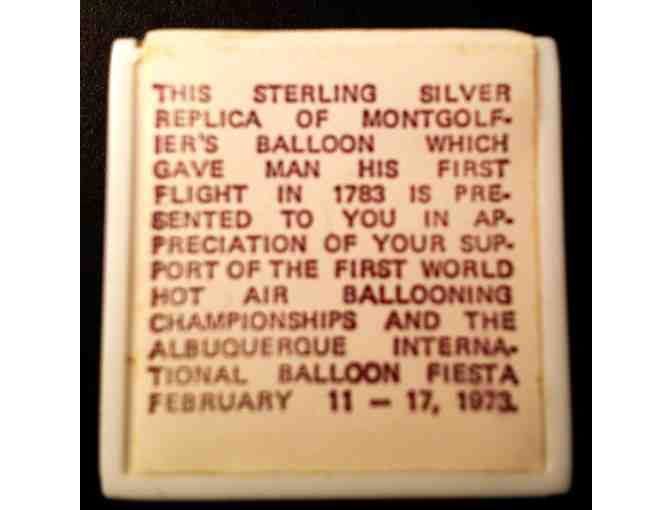 THIS STERLING SILVER
REPLICA OF MONTGOLF-
IER'S BALLOON WHICH
GAVE MAN HIS FIRST
FLIGHT IN 1783 IS PRE-
SENTED TO YOU IN AP-
PRECIATION OF YOUR SUP-
PORT OF THE FIRST WORLD
HOT AIR BALLOONING
CHAMPIONSHIPS AND THE
ALBUQUERQUE INTERNA-
TIONAL BALLOON FIESTA
FEBRUARY 11 – 17, 1973.